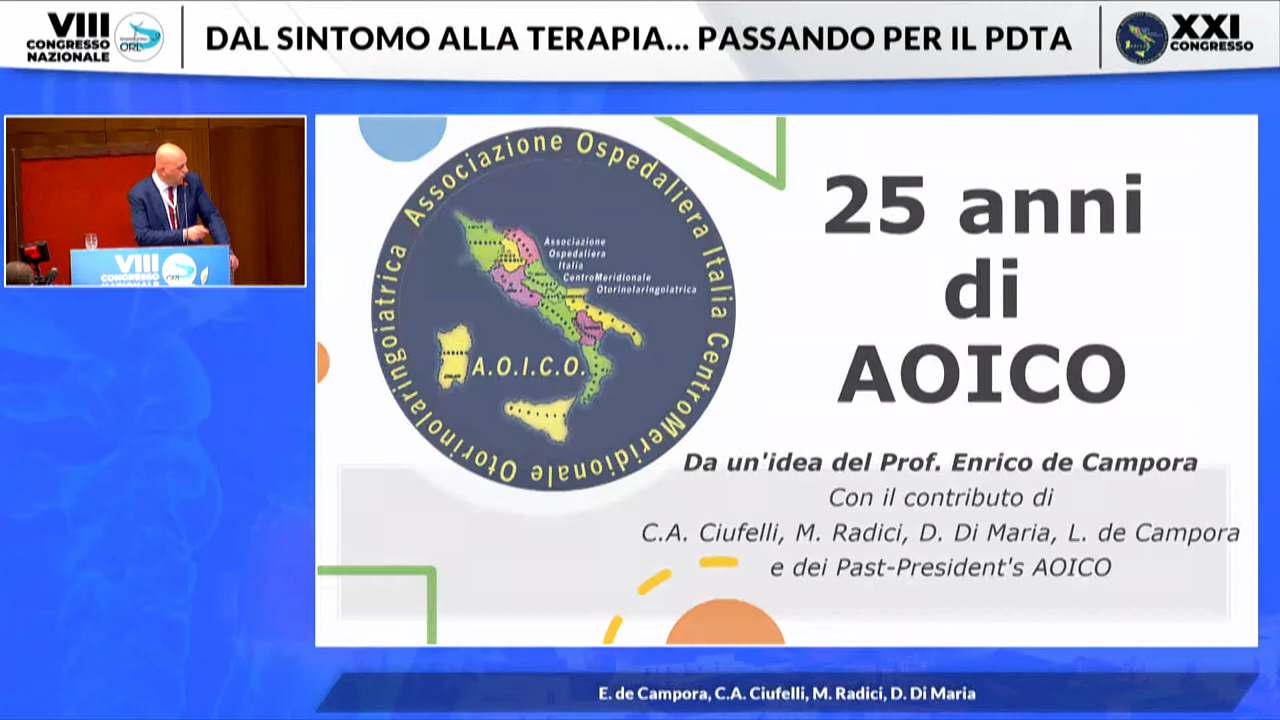 VIII
CONGRESSO
NAZIONALE
ORL
DAL SINTOMO ALLA TERAPIA... PASSANDO PER IL PDTA
XXI
CONGRESSO
VIII
CONGRESSO
NAZIONALE
Associazione Ospedaliera Italia CentroMeridionale Otorinolaringoiatrica
Associazione
Ospedaliera
Italia
CentroMeridionale
Otorinolaringoiatrica
A.O.I.C.O.
25 anni
di
AOICO
Da un'idea del Prof. Enrico de Campora
Con il contributo di
C.A. Ciufelli, M. Radici, D. Di Maria, L. de Campora
e dei Past-President's AOICO
E. de Campora, C.A. Ciufelli, M. Radici, D. Di Maria